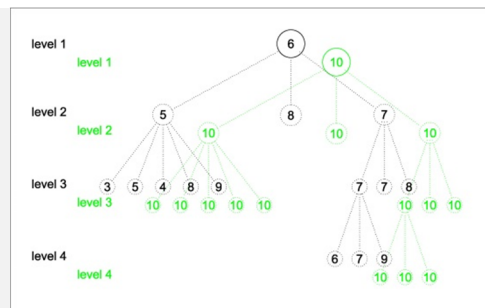 level 1 6
level 1 10
level 2 5 8 7
level 2 10 10 10
level 3 3 5 4 8 9 7 7 8
level 3 10 10 10 10 10 10 10 10
level 4 6 7 9
level 4 10 10 10